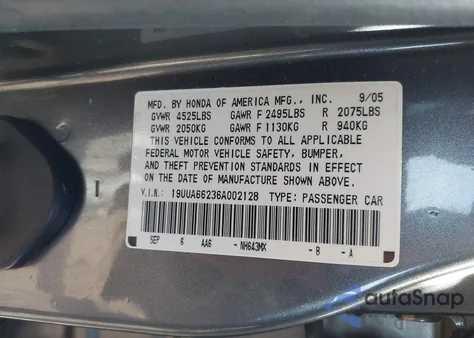 MFD. BY HONDA OF AMERICA MFG., INC. 9/05
GVWR 4525LBS GAWR F 2495LBS R 2075LBS
GVWR 2050KG GAWR F 1130KG R 940KG
THIS VEHICLE CONFORMS TO ALL APPLICABLE
FEDERAL MOTOR VEHICLE SAFETY, BUMPER,
AND THEFT PREVENTION STANDARDS IN EFFECT
ON THE DATE OF MANUFACTURE SHOWN ABOVE.
V.I.N.: 19UUA66236A002128 TYPE: PASSENGER CAR
SEP 6 AA6 -NH643MX -B -A
autoSnap